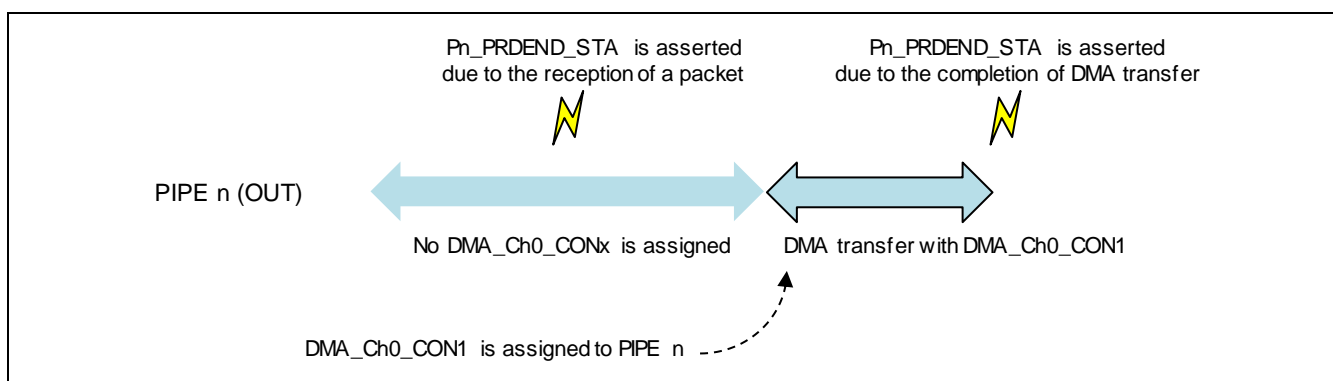 Pn_PRDEND_STA is asserted
due to the reception of a packet
Pn_PRDEND_STA is asserted
due to the completion of DMA transfer
PIPE n (OUT)
No DMA_Ch0_CONx is assigned
DMA transfer with DMA_Ch0_CON1
DMA_Ch0_CON1 is assigned to PIPE n